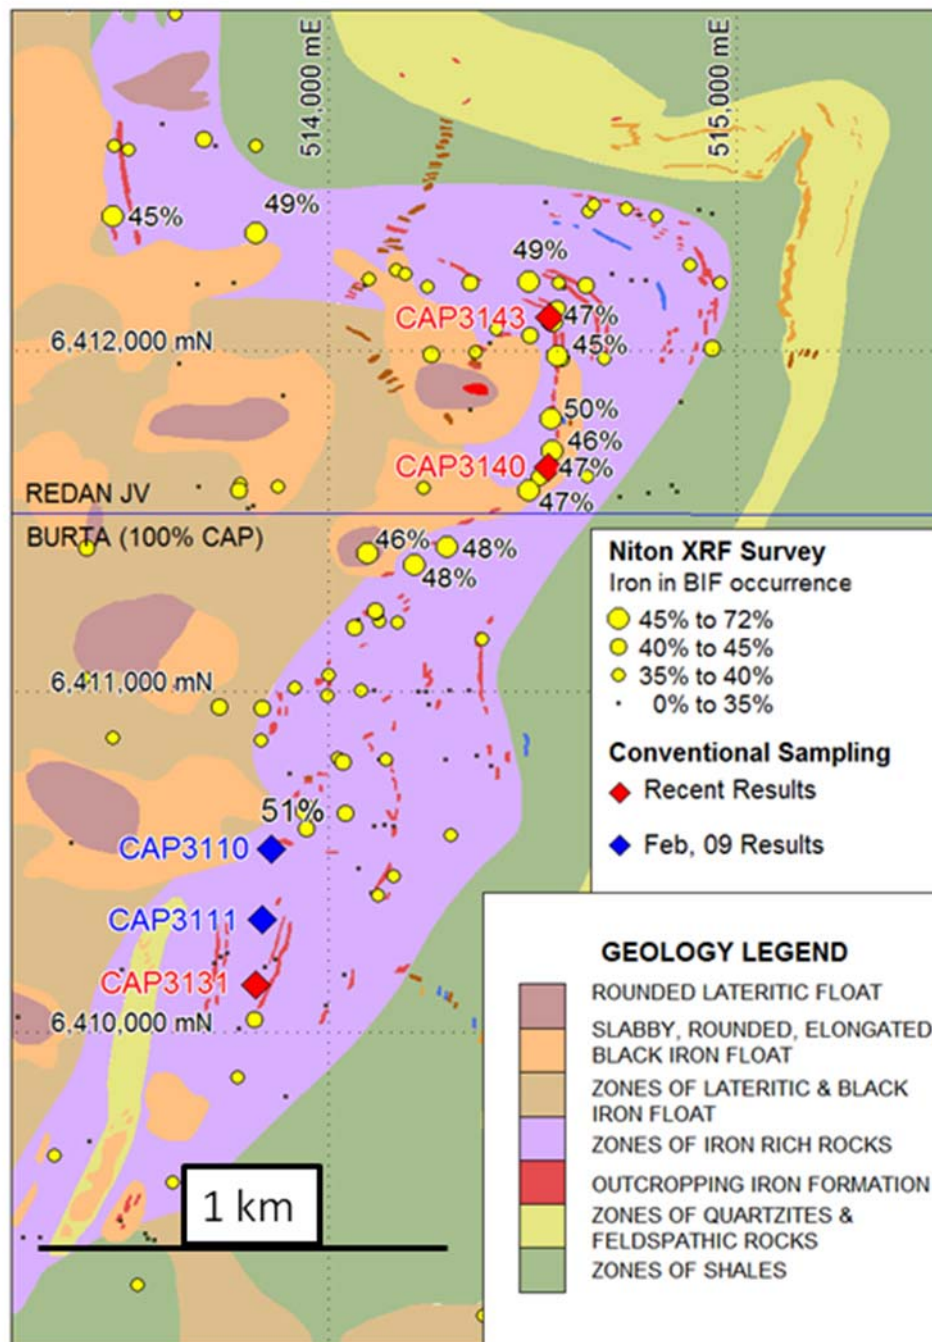 514,000 mE
515,000 mE
45%
49%
49%
CAP3143
47%
6,412,000 mN
45%
50%
46%
CAP3140
47%
47%
REDAN JV
BURTA (100% CAP)
46%
48%
48%
6,411,000 mN
51%
CAP3110
CAP3111
CAP3131
6,410,000 mN
1 km
Niton XRF Survey
Iron in BIF occurrence
45% to 72%
40% to 45%
35% to 40%
0% to 35%
Conventional Sampling
Recent Results
Feb, 09 Results
GEOLOGY LEGEND
ROUNDED LATERITIC FLOAT
SLABBY, ROUNDED, ELONGATED
BLACK IRON FLOAT
ZONES OF LATERITIC & BLACK
IRON FLOAT
ZONES OF IRON RICH ROCKS
OUTCROPPING IRON FORMATION
ZONES OF QUARTZITES &
FELDSPATHIC ROCKS
ZONES OF SHALES